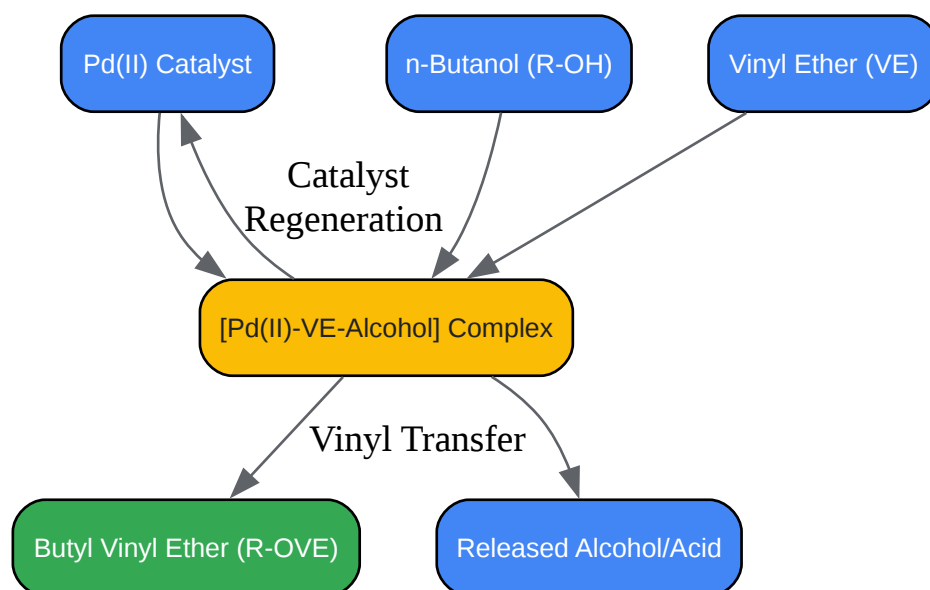 Pd(II) Catalyst
n-Butanol (R-OH)
Vinyl Ether (VE)
Catalyst
Regeneration
[Pd(II)-VE-Alcohol] Complex
Vinyl Transfer
Butyl Vinyl Ether (R-OVE)
Released Alcohol/Acid